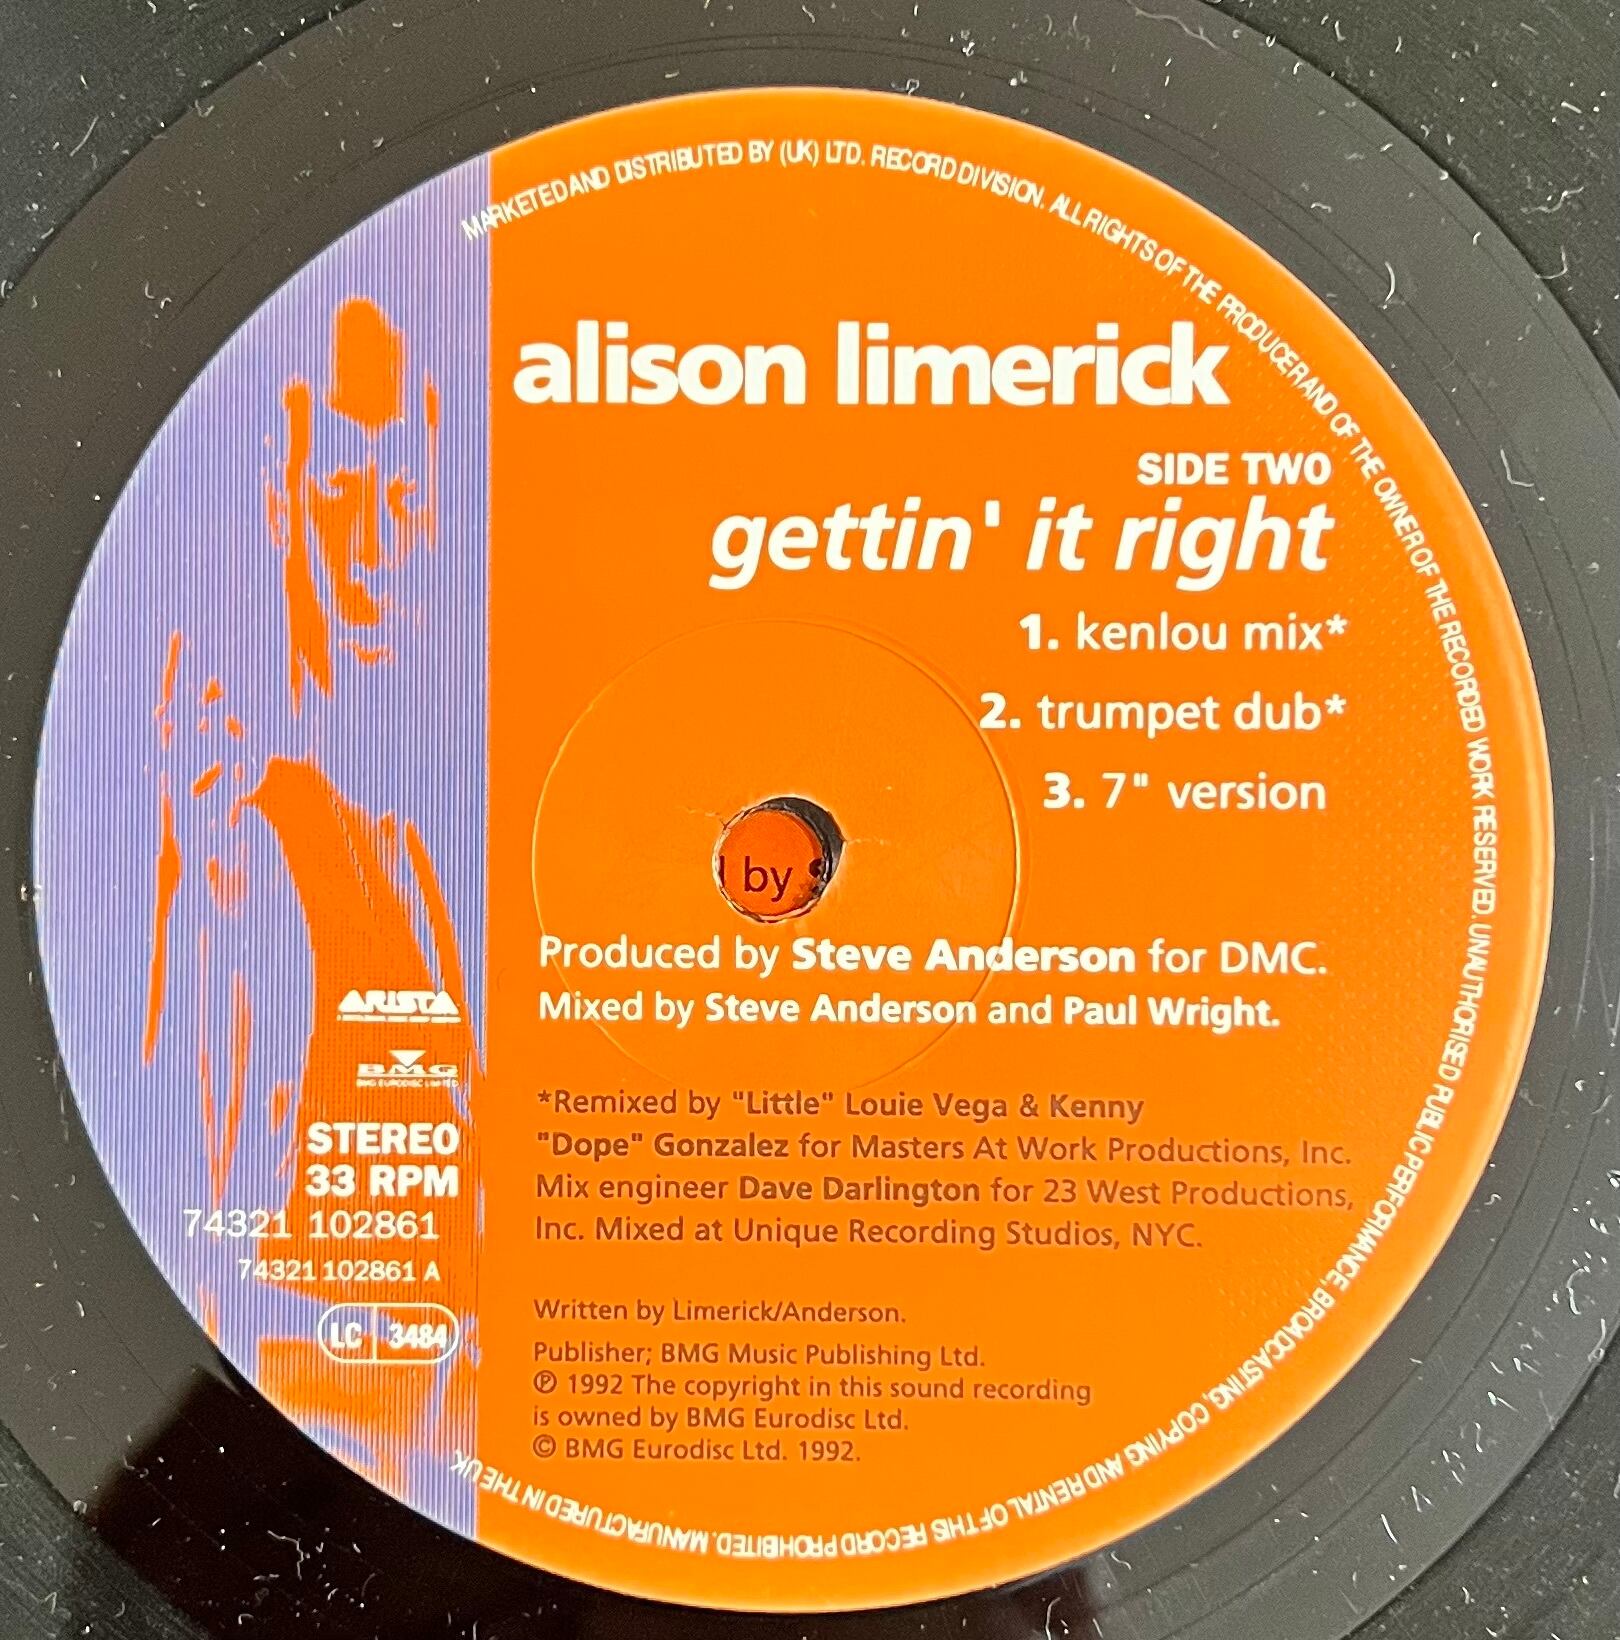 MARKETED AND DISTRIBUTED BY (UK) LTD. RECORD DIVISION. ALL RIGHTS OF THE PRODUCER AND OF THE OWNER OF THE RECORDED WORK RESERVED. UNAUTHORISED PUBLIC PERFORMANCE, BROADCASTING, COPYING AND RENTAL OF THIS RECORD PROHIBITED. MANUFACTURED IN THE UK
alison limerick
SIDE TWO
gettin' it right
1. kenlou mix*
2. trumpet dub*
3. 7" version
by
Produced by Steve Anderson for DMC.
Mixed by Steve Anderson and Paul Wright.
*Remixed by "Little" Louie Vega & Kenny
"Dope" Gonzalez for Masters At Work Productions, Inc.
Mix engineer Dave Darlington for 23 West Productions,
Inc. Mixed at Unique Recording Studios, NYC.
Written by Limerick/Anderson.
Publisher; BMG Music Publishing Ltd.
℗ 1992 The copyright in this sound recording
is owned by BMG Eurodisc Ltd.
© BMG Eurodisc Ltd. 1992.
ARISTA
BMG
BMG EURODISC LIMITED
STEREO
33 RPM
74321 102861
74321 102861 A
LC 3484